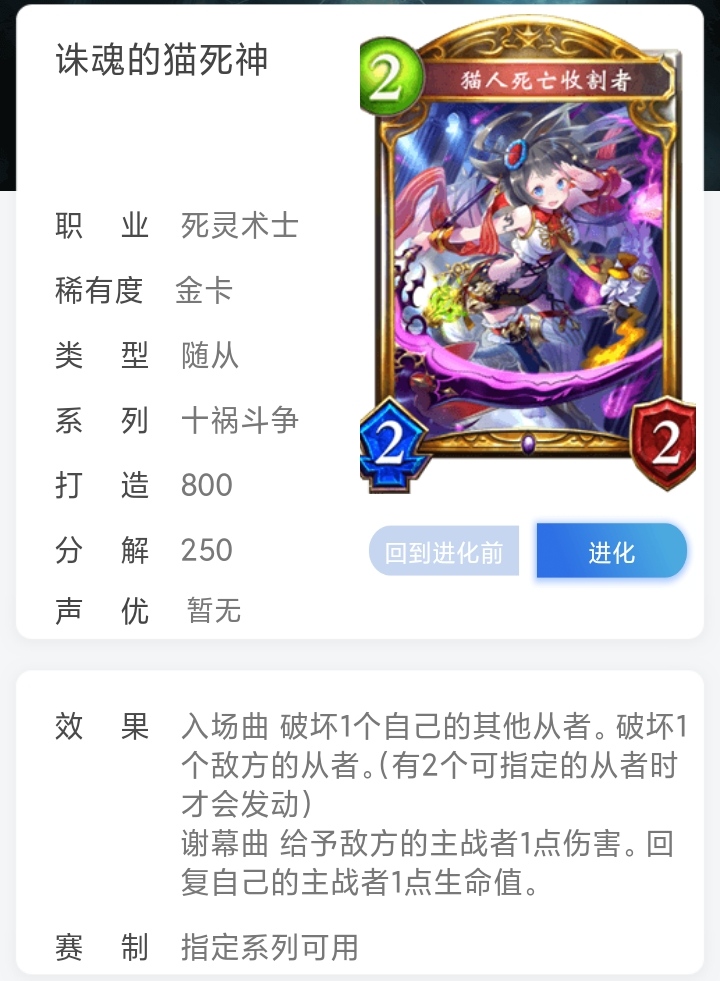 诛魂的猫死神
2
猫人死亡收割者
职 业 死灵术士
稀有度 金卡
类 型 随从
系 列 十祸斗争
打 造 800
2
2
分 解 250
回到进化前
进化
声 优 暂无
效 果 入场曲 破坏1个自己的其他从者。破坏1
个敌方的从者。(有2个可指定的从者时
才会发动)
谢幕曲 给予敌方的主战者1点伤害。回
复自己的主战者1点生命值。
赛 制 指定系列可用